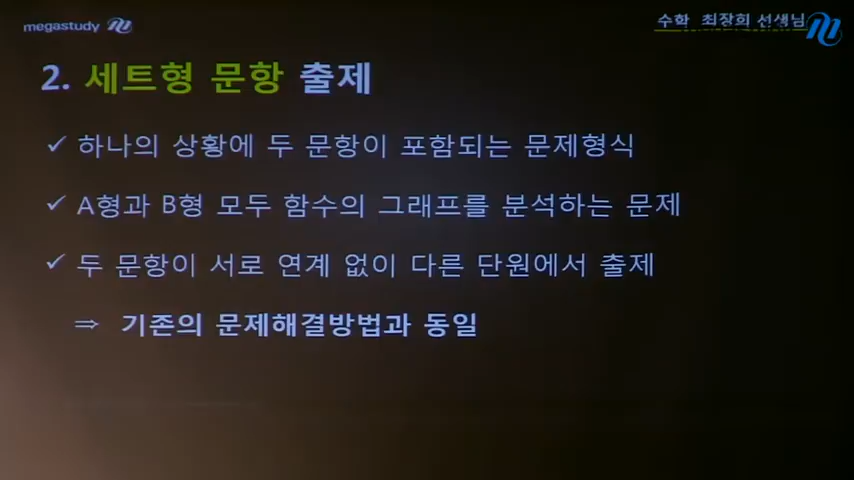 megastudy
수학 최장희 선생님
2. 세트형 문항 출제
✓ 하나의 상황에 두 문항이 포함되는 문제형식
✓ A형과 B형 모두 함수의 그래프를 분석하는 문제
✓ 두 문항이 서로 연계 없이 다른 단원에서 출제
⇒ 기존의 문제해결방법과 동일